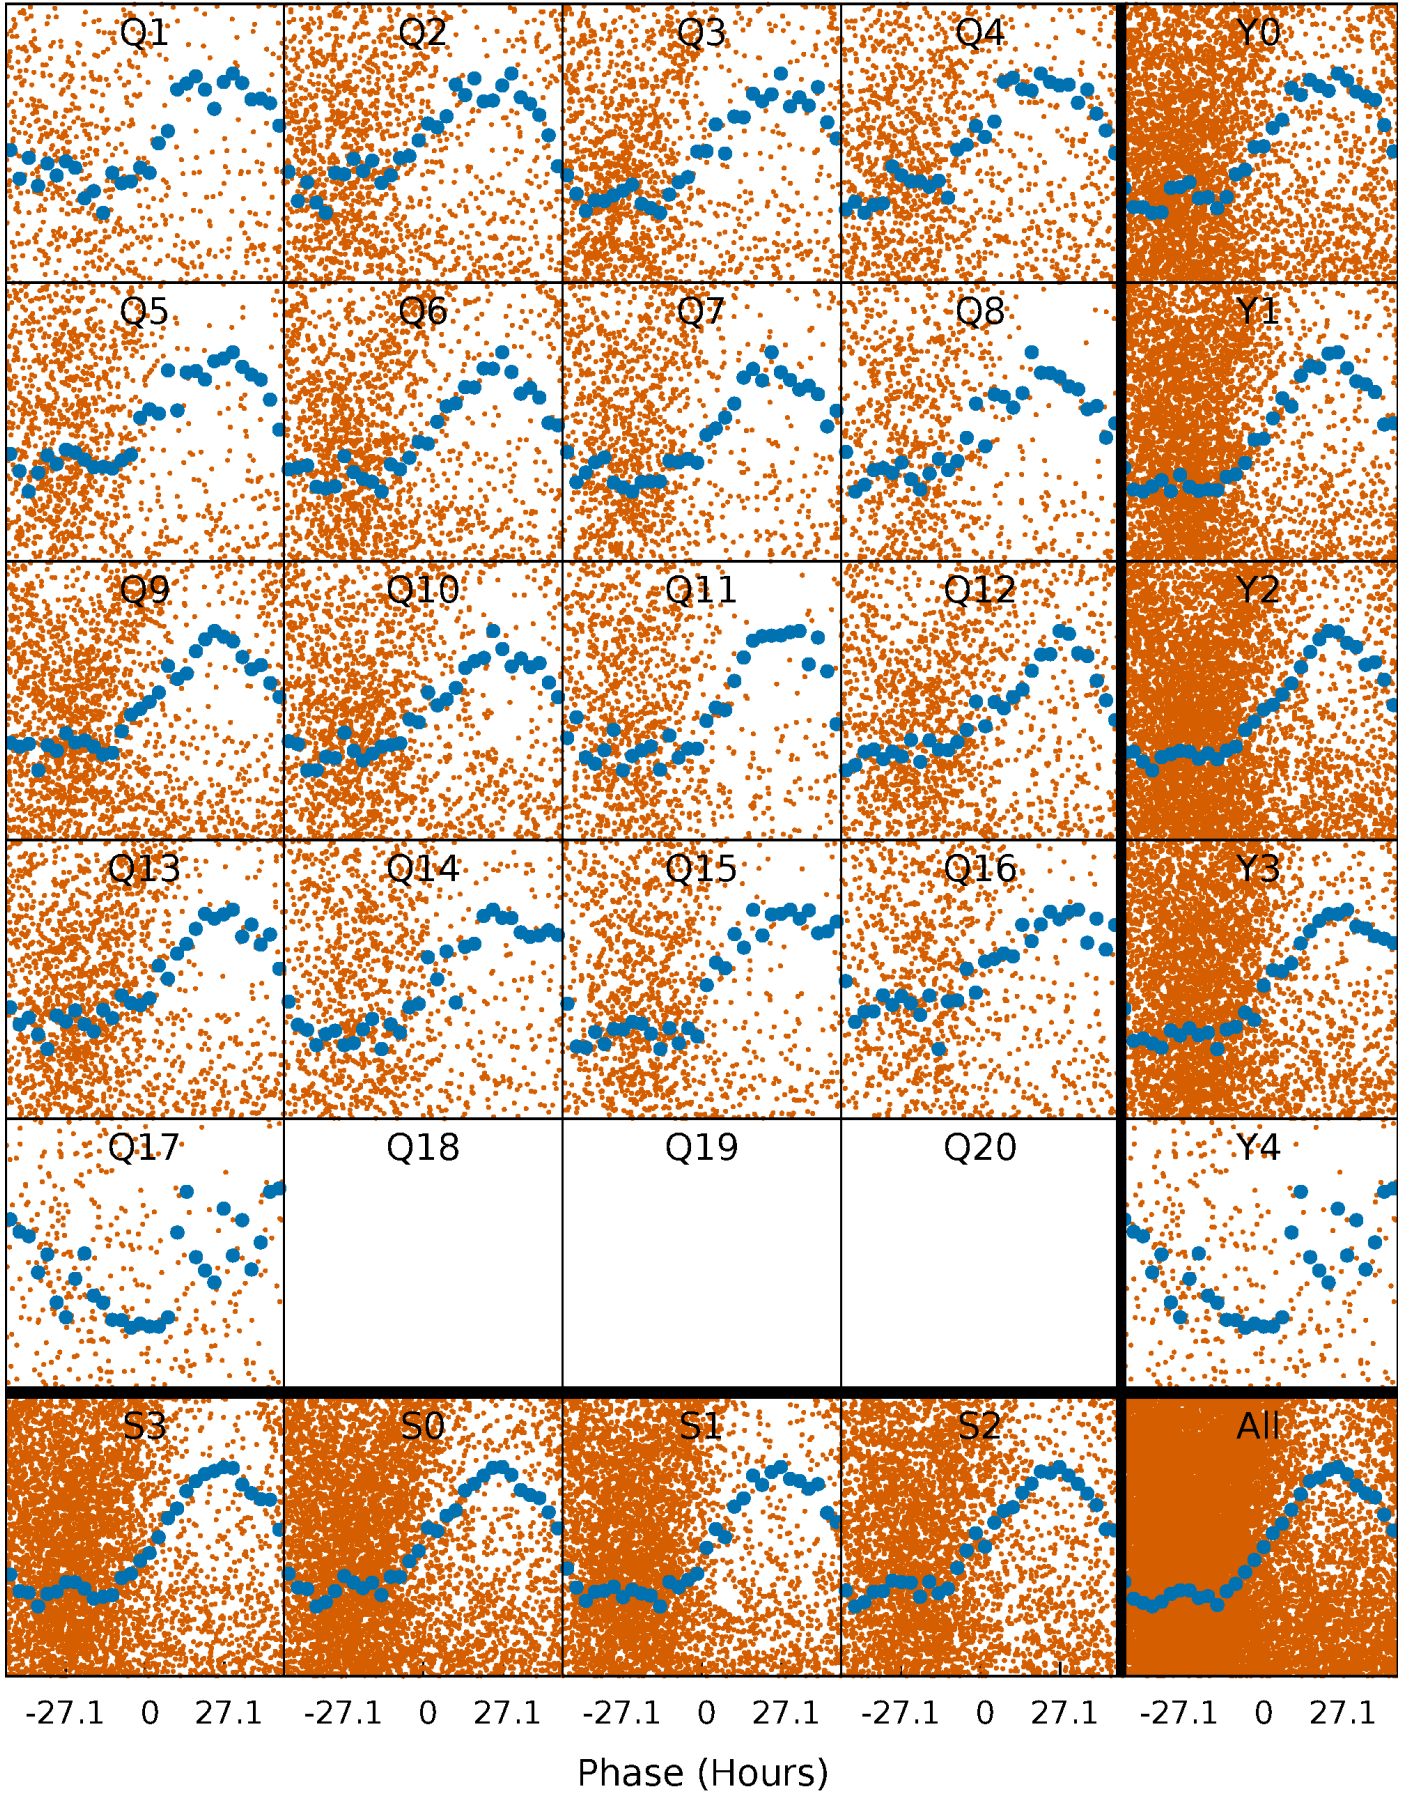 Q1 Q2 Q3 Q4 Y0
Q5 Q6 Q7 Q8 Y1
Q9 Q10 Q11 Q12 Y2
Q13 Q14 Q15 Q16 Y3
Q17 Q18 Q19 Q20 Y4
S3 S0 S1 S2 All
-27.1 0 27.1 -27.1 0 27.1 -27.1 0 27.1 -27.1 0 27.1 -27.1 0 27.1
Phase (Hours)